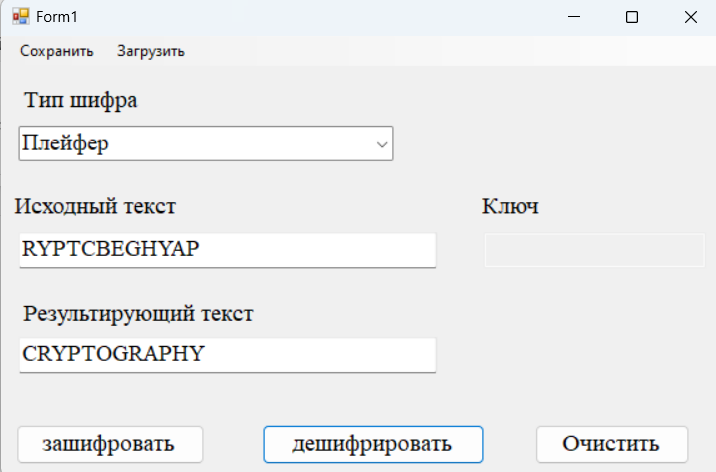 Form1
Сохранить Загрузить
Тип шифра
Плейфер
Исходный текст Ключ
RYPTCBEGHYAP
Результирующий текст
CRYPTOGRAPHY
зашифровать дешифрировать Очистить